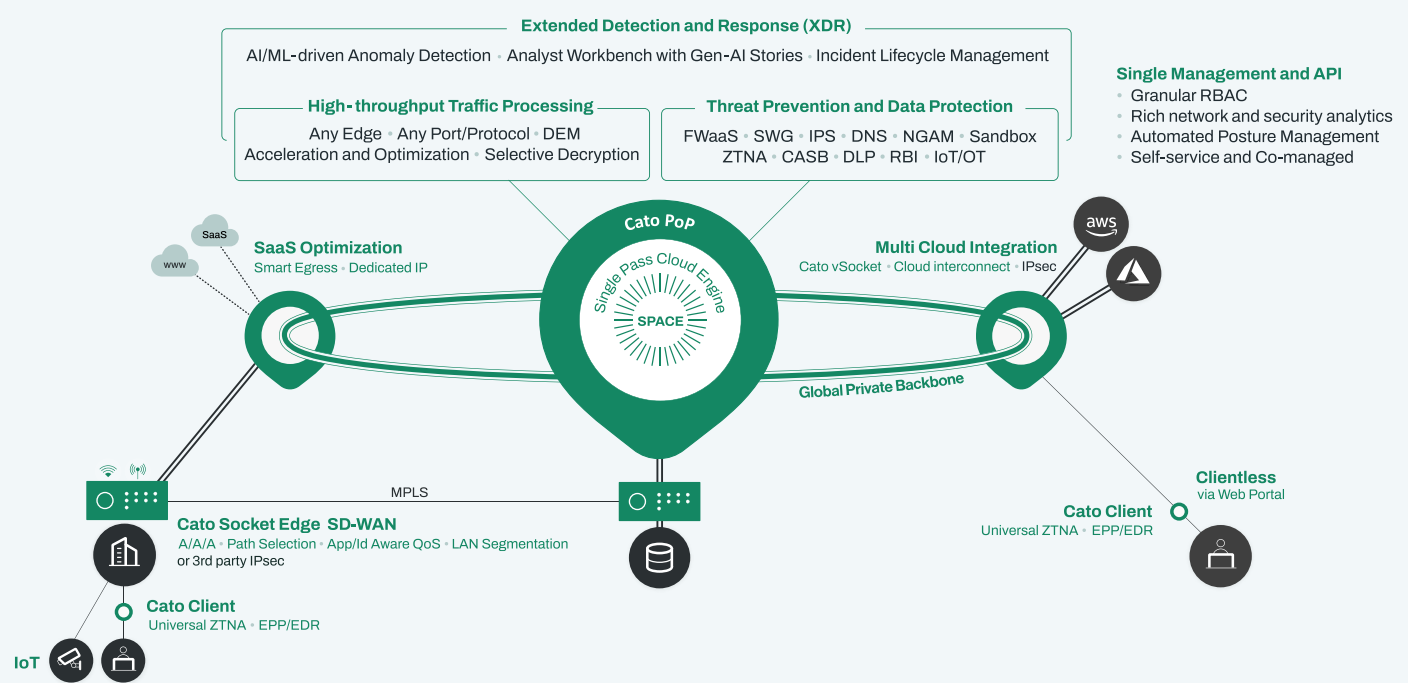 Extended Detection and Response (XDR)
AI/ML-driven Anomaly Detection • Analyst Workbench with Gen-AI Stories • Incident Lifecycle Management
High-throughput Traffic Processing
Any Edge • Any Port/Protocol • DEM
Acceleration and Optimization • Selective Decryption
Threat Prevention and Data Protection
FWaaS • SWG • IPS • DNS • NGAM • Sandbox
ZTNA • CASB • DLP • RBI • IoT/OT
Single Management and API
• Granular RBAC
• Rich network and security analytics
• Automated Posture Management
• Self-service and Co-managed
SaaS
www
SaaS Optimization
Smart Egress • Dedicated IP
Cato PoP
Single Pass Cloud Engine
SPACE
Multi Cloud Integration
Cato vSocket • Cloud interconnect • IPsec
aws
Global Private Backbone
MPLS
Cato Socket Edge SD-WAN
A/A/A • Path Selection • App/Id Aware QoS • LAN Segmentation
or 3rd party IPsec
Cato Client
Universal ZTNA • EPP/EDR
IoT
Clientless
via Web Portal
Cato Client
Universal ZTNA • EPP/EDR